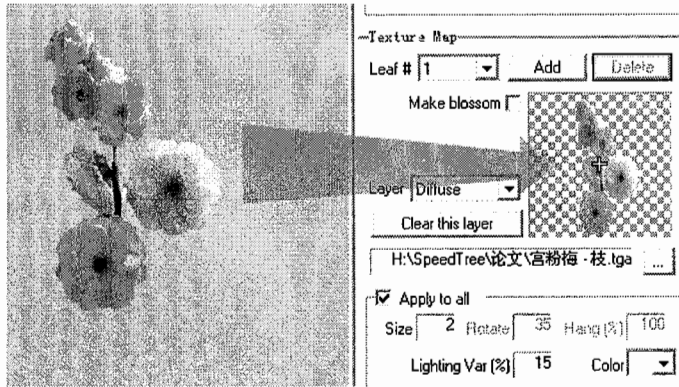 Texture Map
Leaf # 1 Add Delete
Make blossom
Layer Diffuse
Clear this layer
H:\SpeedTree\论文\宫粉梅 - 枝.tga ...
Apply to all
Size 2 Rotate 35 Hang (%) 100
Lighting Var (%) 15 Color